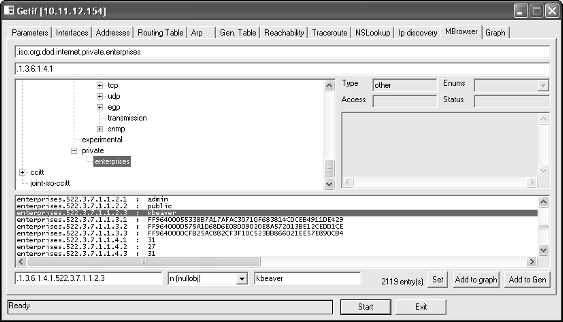 Getif [10.11.12.154]
Parameters Interfaces Addresses Routing Table Arp Gen. Table Reachability Traceroute NSLookup Ip discovery MBrowser Graph
.iso.org.dod.internet.private.enterprises
.1.3.6.1.4.1
tcp
udp
egp
transmission
snmp
experimental
private
enterprises
ccitt
joint-iso-ccitt
Type other Enums
Access Status
enterprises.522.3.7.1.1.2.1 : admin
enterprises.522.3.7.1.1.2.2 : public
enterprises.522.3.7.1.1.2.3 : kbeaver
enterprises.522.3.7.1.1.3.1 : FF9640005533BB7A17AFAC30710F683814CDCEB4911DE429
enterprises.522.3.7.1.1.3.2 : FF964000D575A1D68D6E0BD09020E8A572013BE12CEDD1CE
enterprises.522.3.7.1.1.3.3 : FF964000CFB25AC882CF3F10C523BB866021EE57E890CB4
enterprises.522.3.7.1.1.4.1 : 31
enterprises.522.3.7.1.1.4.2 : 27
enterprises.522.3.7.1.1.4.3 : 31
.1.3.6.1.4.1.522.3.7.1.1.2.3 n (nullobj) kbeaver 2119 entry(s) Set Add to graph Add to Gen
Ready Start Exit